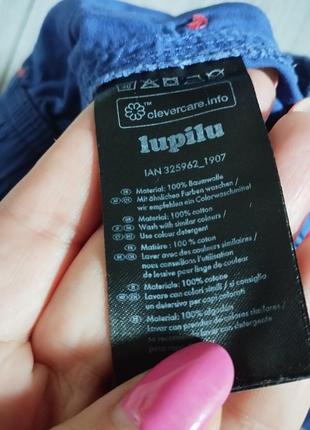 clevercare.info
lupilu
IAN 325962_1907
Material: 100% Baumwolle
Mit ähnlichen Farben waschen /
wir empfehlen ein Colorwaschmittel
Material: 100% cotton
Wash with similar colours /
Use colour detergent
Matière: 100 % coton
Laver avec des couleurs similaires /
nous conseillons l'utilisation
de lessive pour linge de couleur
Materiale: 100% cotone
Lavare con colori simili / si consiglia
un detersivo per capi colorati
Material: 100% algodón
Lavar con prendas de colores similares /
detergente